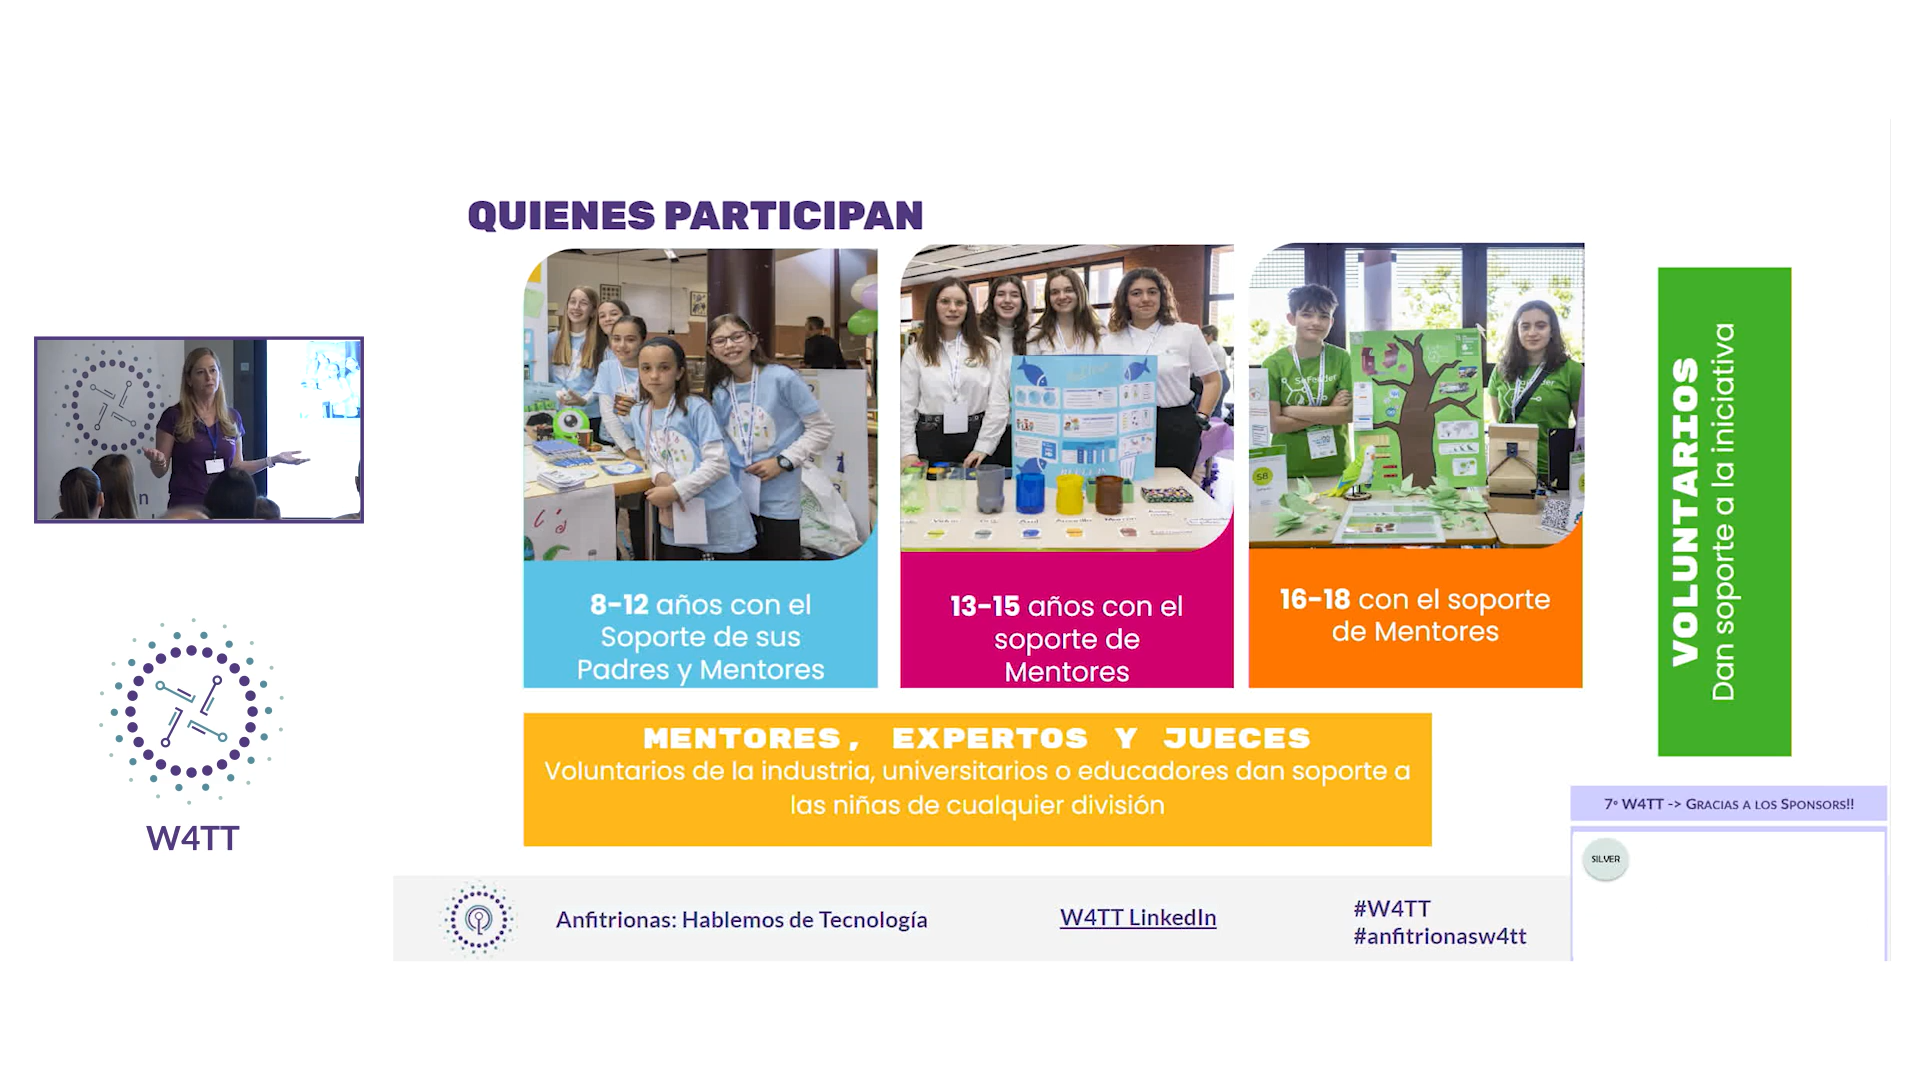 QUIENES PARTICIPAN
8-12 años con el
Soporte de sus
Padres y Mentores
13-15 años con el
soporte de
Mentores
16-18 con el soporte
de Mentores
VOLUNTARIOS
Dan soporte a la iniciativa
MENTORES, EXPERTOS Y JUECES
Voluntarios de la industria, universitarios o educadores dan soporte a
las niñas de cualquier división
W4TT
7º W4TT -> GRACIAS A LOS SPONSORS!!
SILVER
Anfitrionas: Hablemos de Tecnología
W4TT LinkedIn
#W4TT
#anfitrionasw4tt